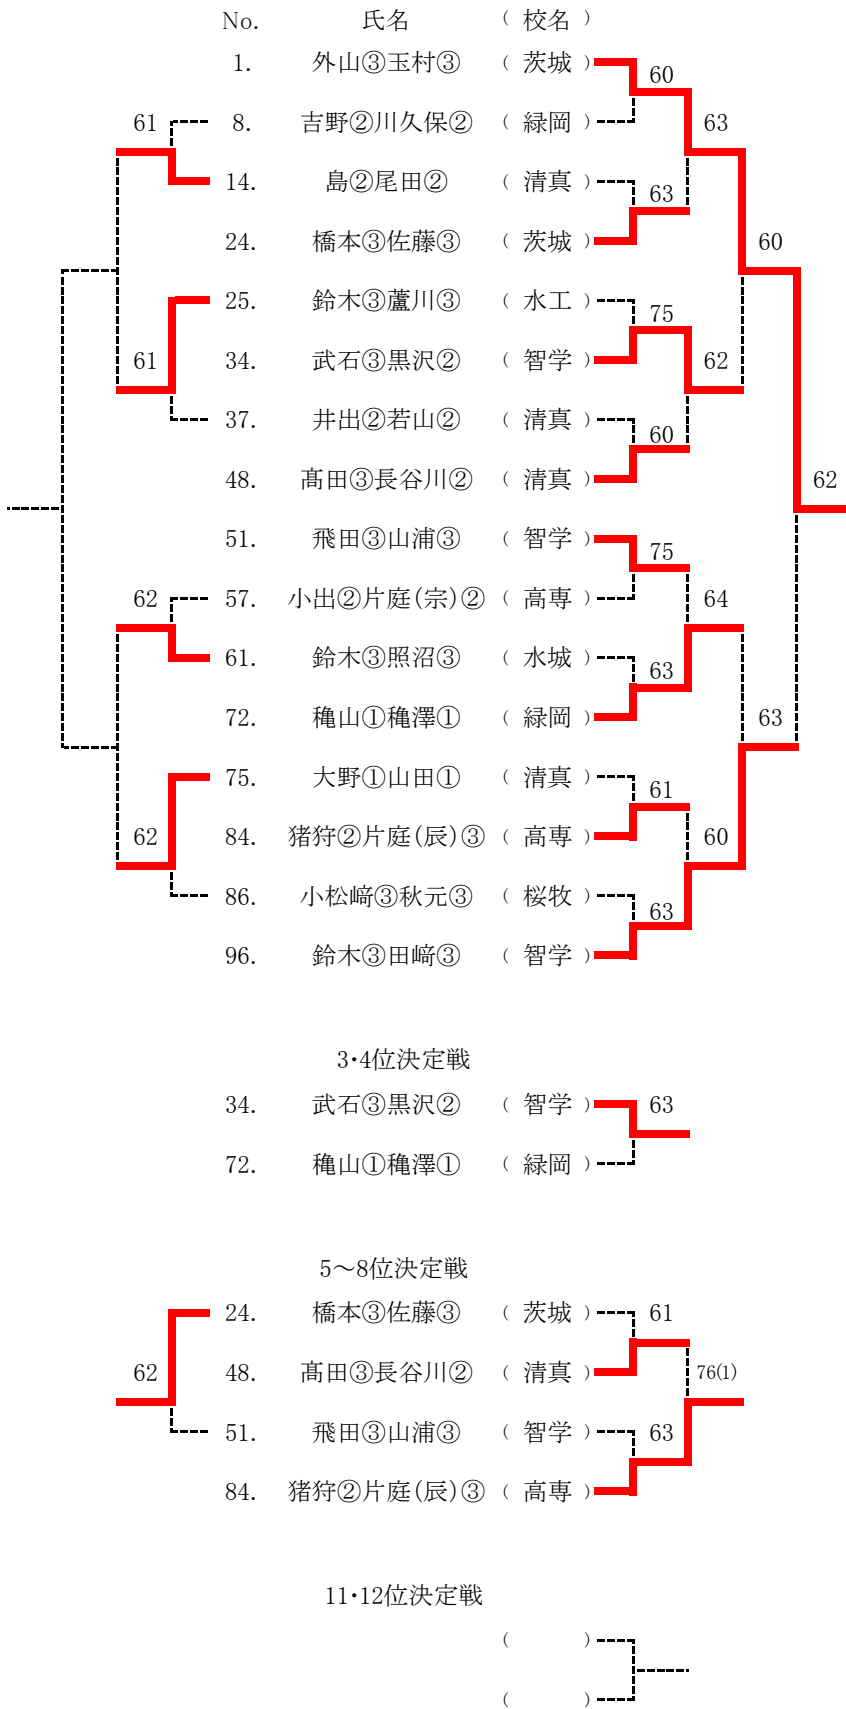 No. 氏名 ( 校名 )
1. 外山③玉村③ ( 茨城 )
60
61 8. 吉野②川久保② ( 緑岡 ) 63
14. 島②尾田② ( 清真 )
63
24. 橋本③佐藤③ ( 茨城 ) 60
25. 鈴木③蘆川③ ( 水工 )
75
61 34. 武石③黒沢② ( 智学 ) 62
37. 井出②若山② ( 清真 )
60
48. 髙田③長谷川② ( 清真 ) 62
51. 飛田③山浦③ ( 智学 )
75
62 57. 小出②片庭(宗)② ( 高専 ) 64
61. 鈴木③照沼③ ( 水城 )
63
72. 穐山①穐澤① ( 緑岡 ) 63
75. 大野①山田① ( 清真 )
61
62 84. 猪狩②片庭(辰)③ ( 高専 ) 60
86. 小松﨑③秋元③ ( 桜牧 )
63
96. 鈴木③田﨑③ ( 智学 )
3・4位決定戦
34. 武石③黒沢② ( 智学 ) 63
72. 穐山①穐澤① ( 緑岡 )
5～8位決定戦
24. 橋本③佐藤③ ( 茨城 ) 61
62 48. 髙田③長谷川② ( 清真 ) 76(1)
51. 飛田③山浦③ ( 智学 ) 63
84. 猪狩②片庭(辰)③ ( 高専 )
11・12位決定戦
( )
( )